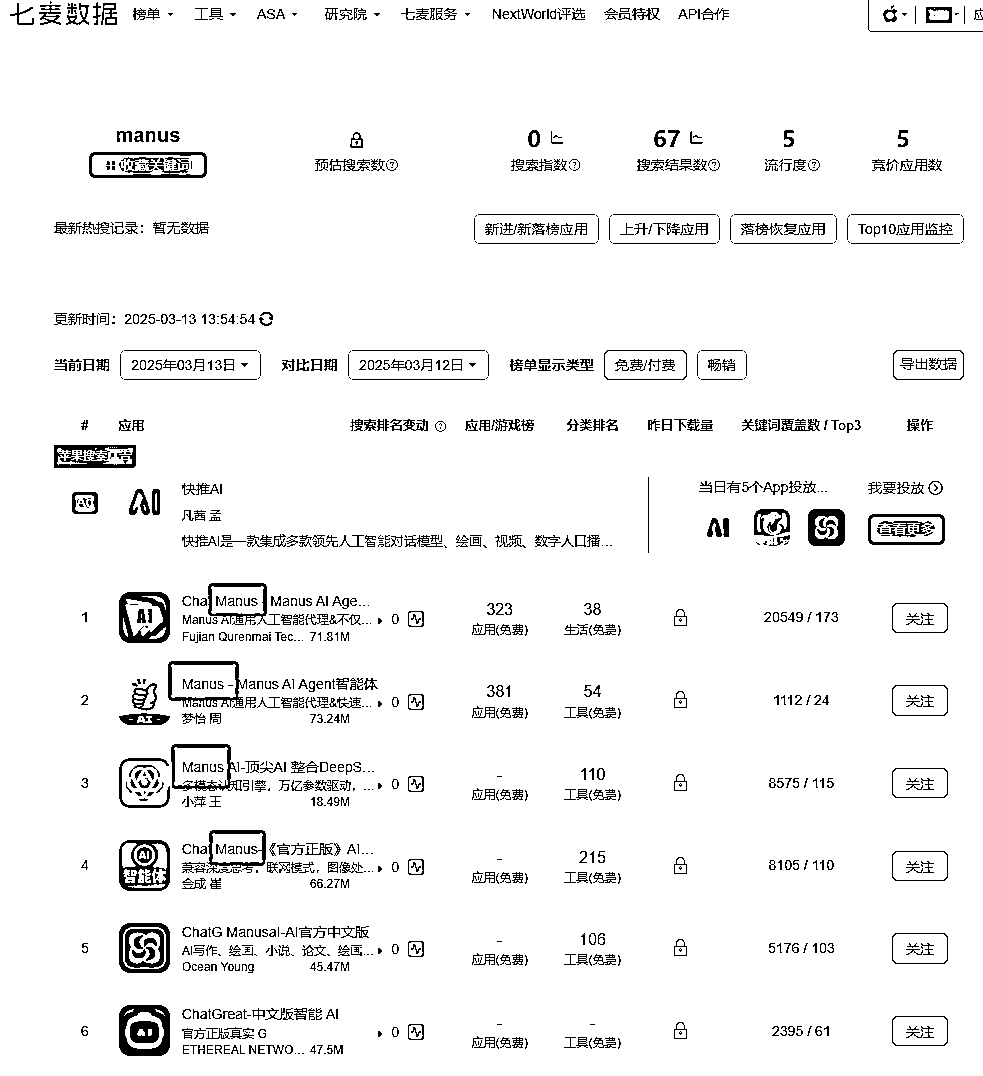 七麦数据 榜单 工具 ASA 研究院 七麦服务 NextWorld评选 会员特权 API合作
manus
收藏关键词
预估搜索数
0
搜索指数
67
搜索结果数
5
流行度
5
竞价应用数
最新热搜记录：暂无数据
新进/新落榜应用 上升/下降应用 落榜恢复应用 Top10应用监控
更新时间：2025-03-13 13:54:54
当前日期 2025年03月13日 对比日期 2025年03月12日 榜单显示类型 免费/付费 畅销 导出数据
# 应用 搜索排名变动 应用/游戏榜 分类排名 昨日下载量 关键词覆盖数 / Top3 操作
AI
快推AI
凡茜 孟
快推AI是一款集成多款领先人工智能对话模型、绘画、视频、数字人口播...
当日有5个App投放... 我要投放
AI 查看更多
1 AI Chat Manus - Manus AI Age... 323 38 20549 / 173 关注
Manus AI通用人工智能代理&不仅... 0 应用(免费) 生活(免费)
Fujian Qurenmai Tec... 71.81M
2 AI Manus - Manus AI Agent智能体 381 54 1112 / 24 关注
Manus AI通用人工智能代理&快速... 0 应用(免费) 工具(免费)
梦怡 周 73.24M
3 Manus AI-顶尖AI 整合DeepS... - 110 8575 / 115 关注
多模态认知引擎，万亿参数驱动，... 0 应用(免费) 工具(免费)
小萍 王 18.49M
4 AI 智能体 Chat Manus-《官方正版》AI... - 215 8105 / 110 关注
兼容深度思考，联网模式，图像处... 0 应用(免费) 工具(免费)
会成 崔 66.27M
5 ChatG Manusai-AI官方中文版 - 106 5176 / 103 关注
AI写作、绘画、小说、论文、绘画... 0 应用(免费) 工具(免费)
Ocean Young 45.47M
6 AI ChatGreat-中文版智能 AI - - 2395 / 61 关注
官方正版真实 G 0 应用(免费) 工具(免费)
ETHEREAL NETWO... 47.5M